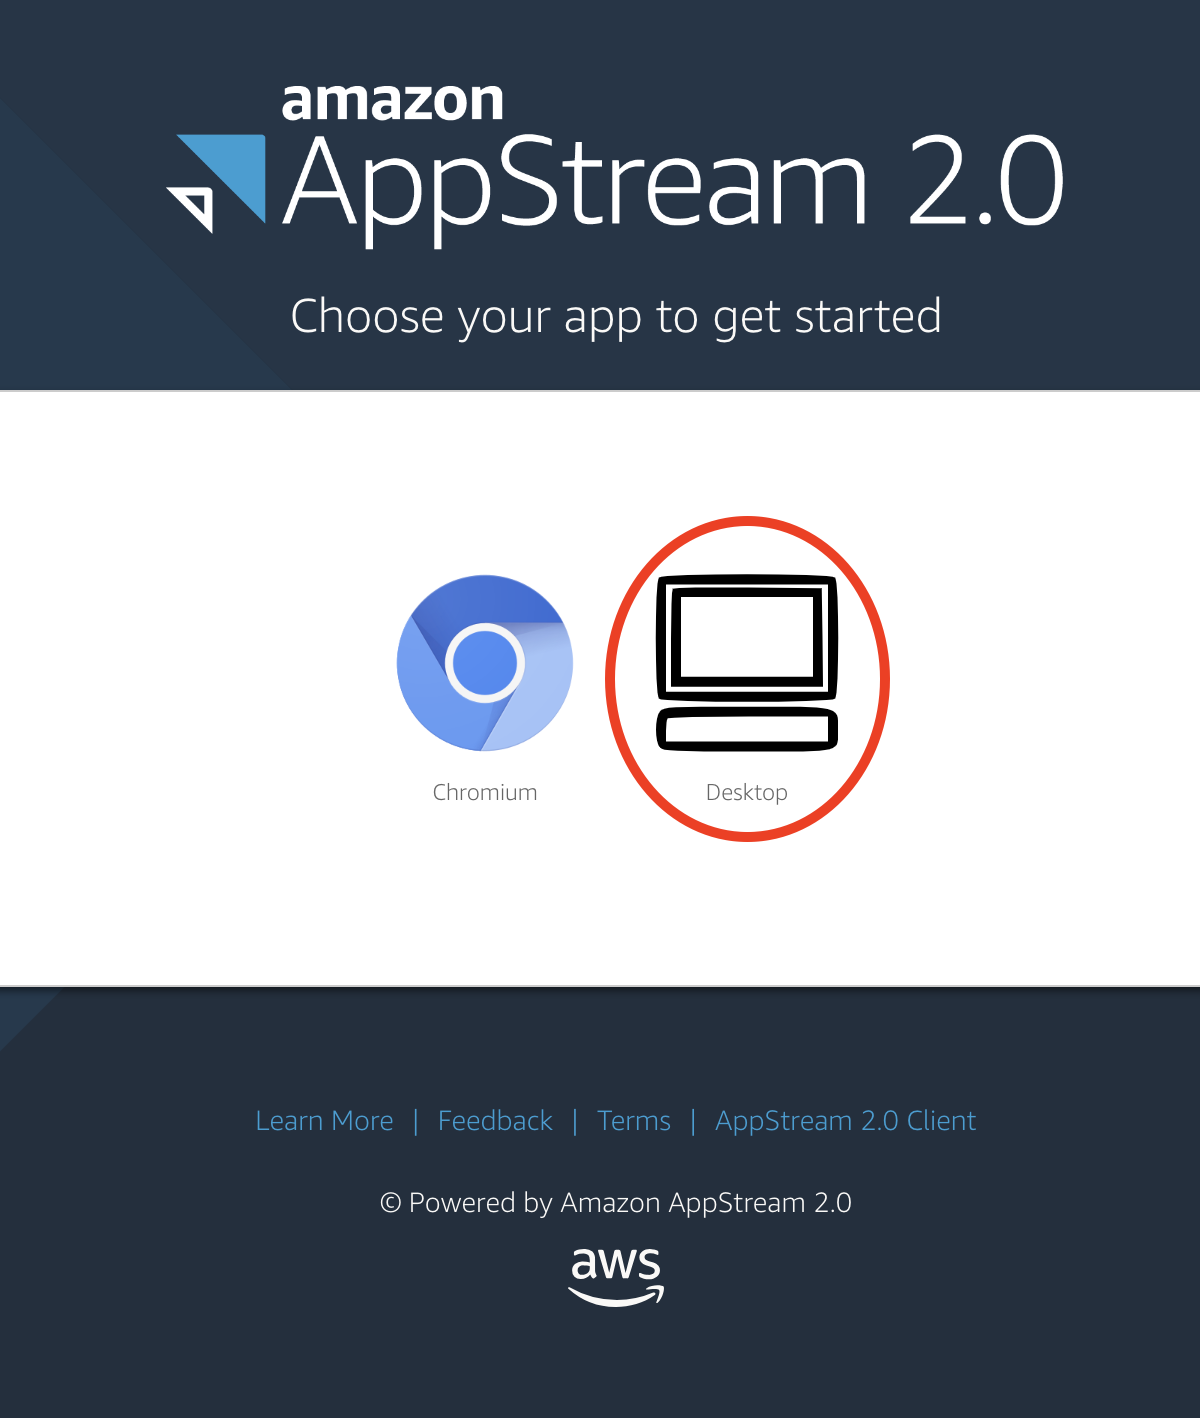 amazon
AppStream 2.0
Choose your app to get started
Chromium
Desktop
Learn More | Feedback | Terms | AppStream 2.0 Client
© Powered by Amazon AppStream 2.0
aws